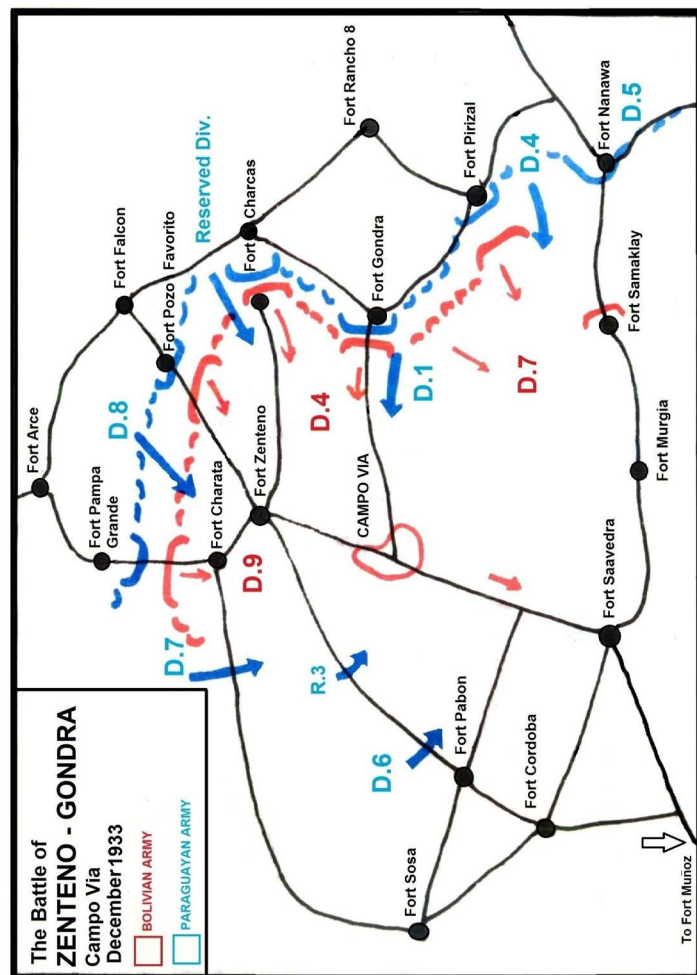 The Battle of
ZENTENO - GONDRA
Campo Via
December 1933
BOLIVIAN ARMY
PARAGUAYAN ARMY
Fort Arce
Fort Falcon
Fort Pampa
Grande
Fort Pozo Favorito
Reserved Div.
Fort Rancho 8
D.8
Fort Charcas
D.7
Fort Charata
Fort Zenteno
D.9
D.4
Fort Gondra
Fort Pirizal
D.1
D.4
R.3
CAMPO VIA
D.7
Fort Nanawa
D.5
Fort Samaklay
D.6
Fort Pabon
Fort Murgia
Fort Saavedra
Fort Sosa
Fort Cordoba
To Fort Muñoz